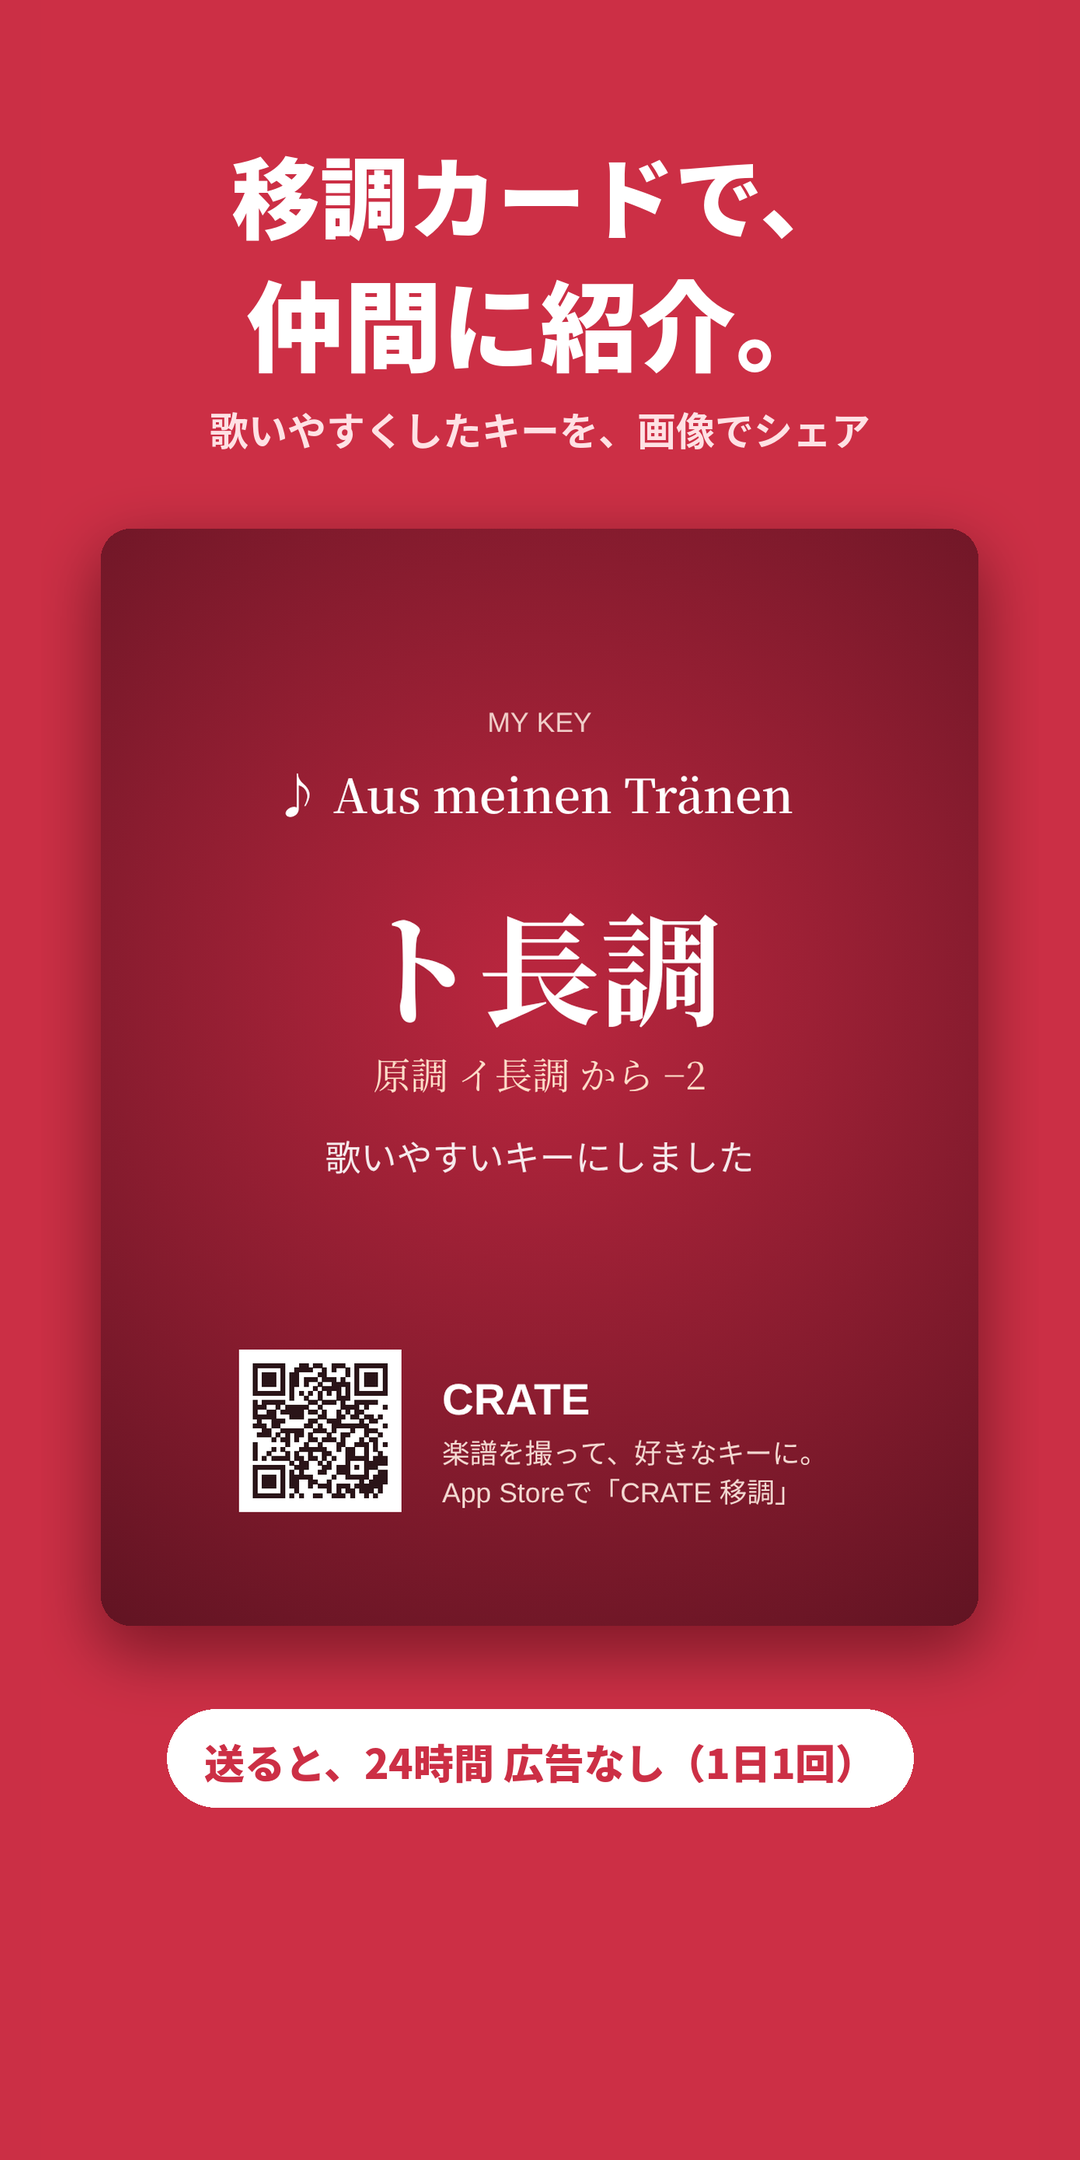 移調カードで、
仲間に紹介。
歌いやすくしたキーを、画像でシェア
MY KEY
♪ Aus meinen Tränen
ト長調
原調 イ長調 から −2
歌いやすいキーにしました
CRATE
楽譜を撮って、好きなキーに。
App Storeで「CRATE 移調」
送ると、24時間 広告なし（1日1回）